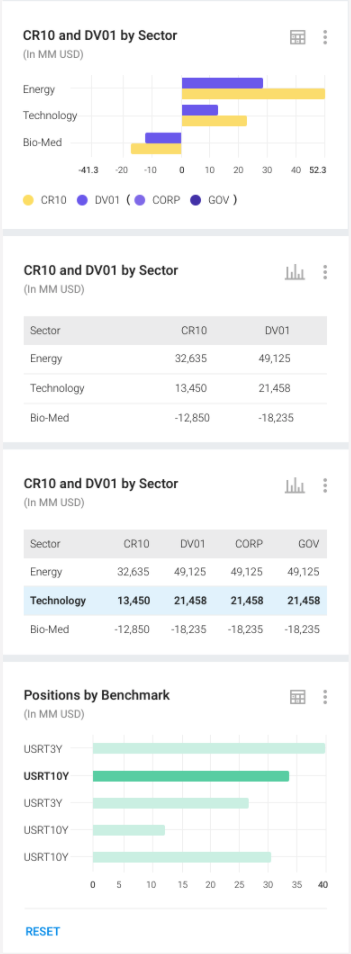 CR10 and DV01 by Sector
(In MM USD)
Energy
Technology
Bio-Med
-41.3 -20 -10 0 10 20 30 40 52.3
CR10 DV01 ( CORP GOV )
CR10 and DV01 by Sector
(In MM USD)
Sector CR10 DV01
Energy 32,635 49,125
Technology 13,450 21,458
Bio-Med -12,850 -18,235
CR10 and DV01 by Sector
(In MM USD)
Sector CR10 DV01 CORP GOV
Energy 32,635 49,125 49,125 49,125
Technology 13,450 21,458 21,458 21,458
Bio-Med -12,850 -18,235 -18,235 -18,235
Positions by Benchmark
(In MM USD)
USRT3Y
USRT10Y
USRT3Y
USRT10Y
USRT10Y
0 5 10 15 20 25 30 35 40
RESET